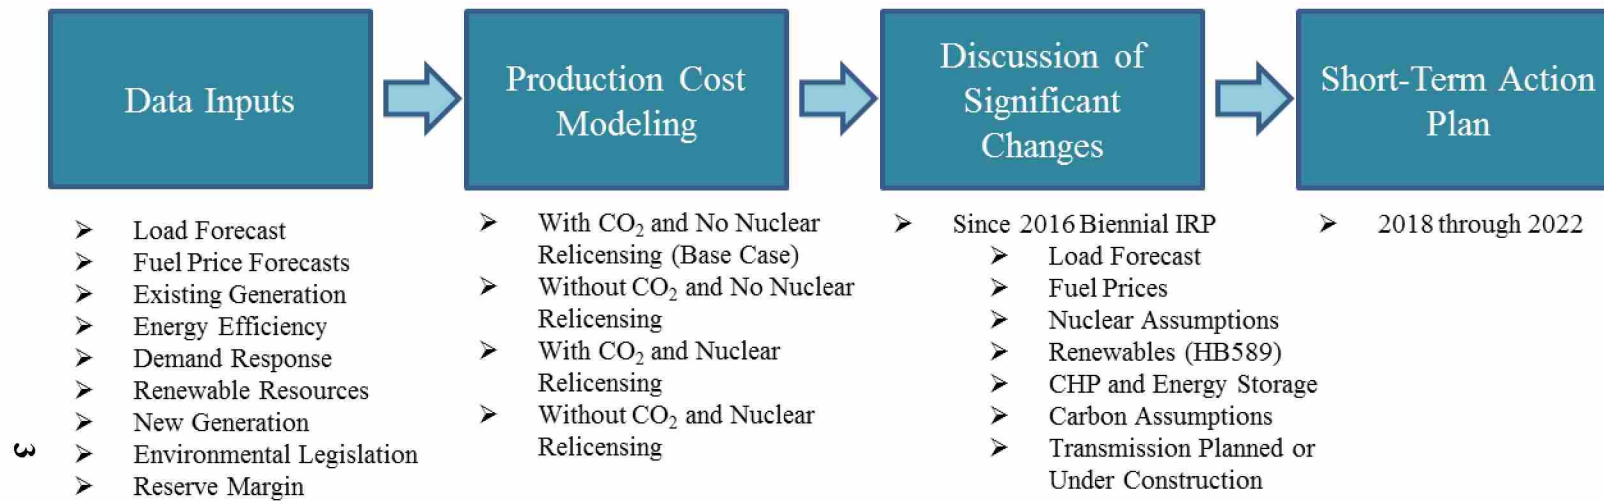 Data Inputs
Production Cost
Modeling
Discussion of
Significant
Changes
Short-Term Action
Plan
➢ Load Forecast
➢ Fuel Price Forecasts
➢ Existing Generation
➢ Energy Efficiency
➢ Demand Response
➢ Renewable Resources
➢ New Generation
➢ Environmental Legislation
➢ Reserve Margin
➢ With CO₂ and No Nuclear
Relicensing (Base Case)
➢ Without CO₂ and No Nuclear
Relicensing
➢ With CO₂ and Nuclear
Relicensing
➢ Without CO₂ and Nuclear
Relicensing
➢ Since 2016 Biennial IRP
➢ Load Forecast
➢ Fuel Prices
➢ Nuclear Assumptions
➢ Renewables (HB589)
➢ CHP and Energy Storage
➢ Carbon Assumptions
➢ Transmission Planned or
Under Construction
➢ 2018 through 2022
3